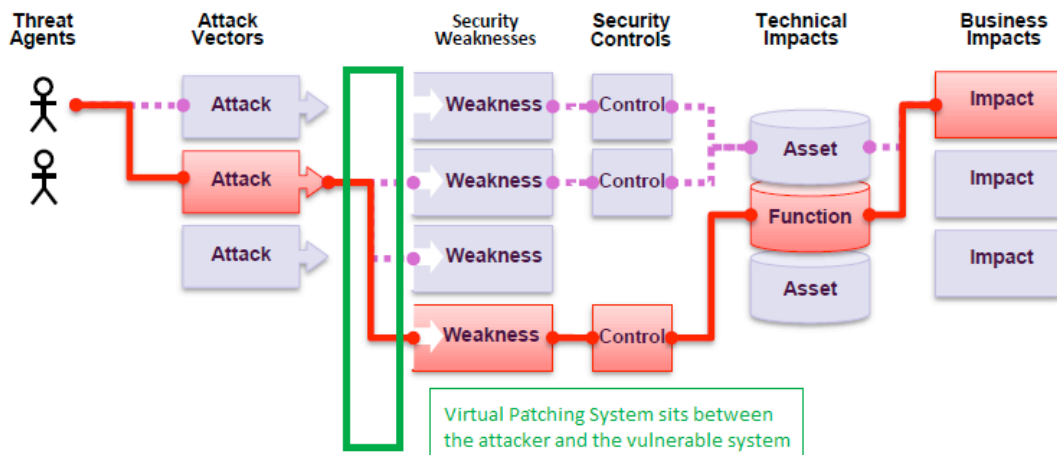 Threat
Agents
Attack
Vectors
Security
Weaknesses
Security
Controls
Technical
Impacts
Business
Impacts
Attack
Weakness
Control
Impact
Asset
Attack
Weakness
Control
Impact
Function
Attack
Weakness
Impact
Asset
Weakness
Control
Virtual Patching System sits between
the attacker and the vulnerable system